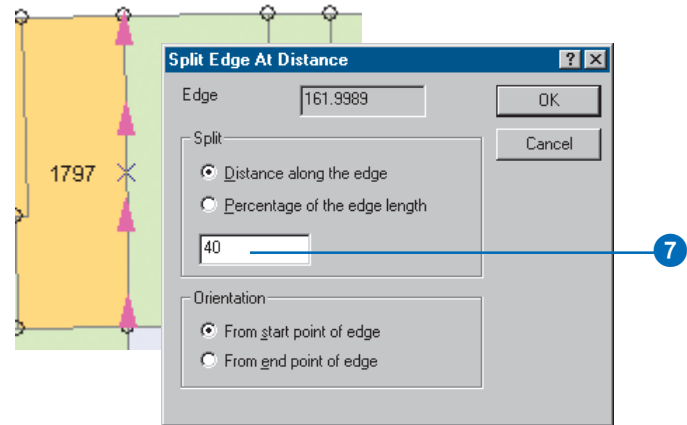 Split Edge At Distance
?
Edge 161.9989 OK
Split
Cancel
Distance along the edge
1797
Percentage of the edge length
40
7
Orientation
From start point of edge
From end point of edge